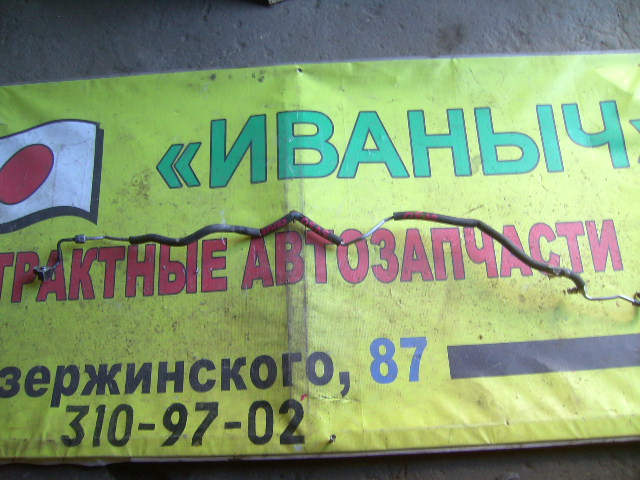 «ИВАНЫЧ»
ТРАКТНЫЕ АВТОЗАПЧАСТИ
зержинского, 87
310-97-02